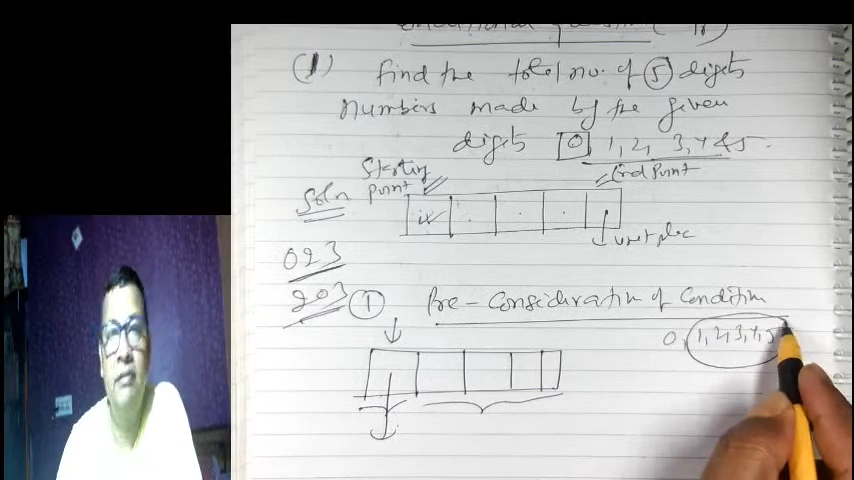 (1) find the total no. of 5 digits
numbers made by the given
digits 0, 1, 2, 3, 4 & 5.
Starting point
End Point
Soln
unit place
023
203
① Pre-Consideration of Condition
0, 1, 2, 3, 4, 5